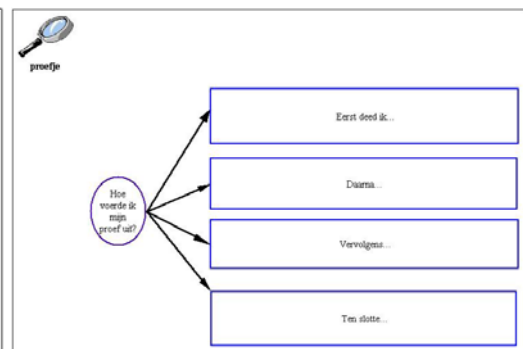 proefje
Eerst deed ik...
Hoe
voerde ik
mijn
proef uit?
Daarna...
Vervolgens...
Ten slotte...